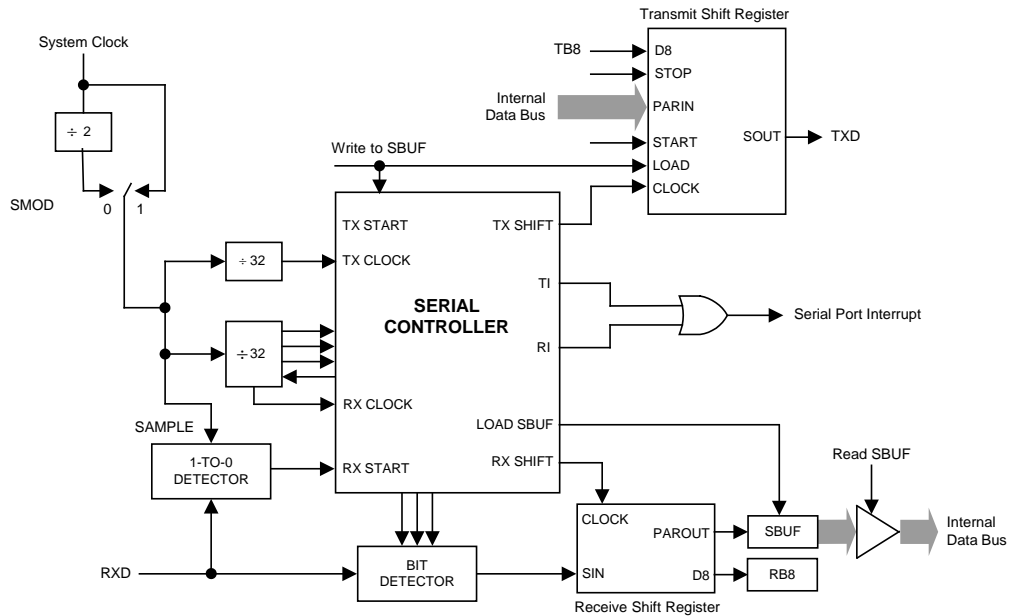 Transmit Shift Register
System Clock
TB8
D8
STOP
Internal
Data Bus
PARIN
÷ 2
SOUT
TXD
START
Write to SBUF
LOAD
CLOCK
SMOD
0
1
TX START
TX SHIFT
÷ 32
TX CLOCK
TI
SERIAL
CONTROLLER
Serial Port Interrupt
÷ 32
RI
RX CLOCK
SAMPLE
LOAD SBUF
1-TO-0
DETECTOR
RX START
RX SHIFT
Read SBUF
CLOCK
PAROUT
SBUF
Internal
Data Bus
RXD
BIT
DETECTOR
SIN
D8
RB8
Receive Shift Register